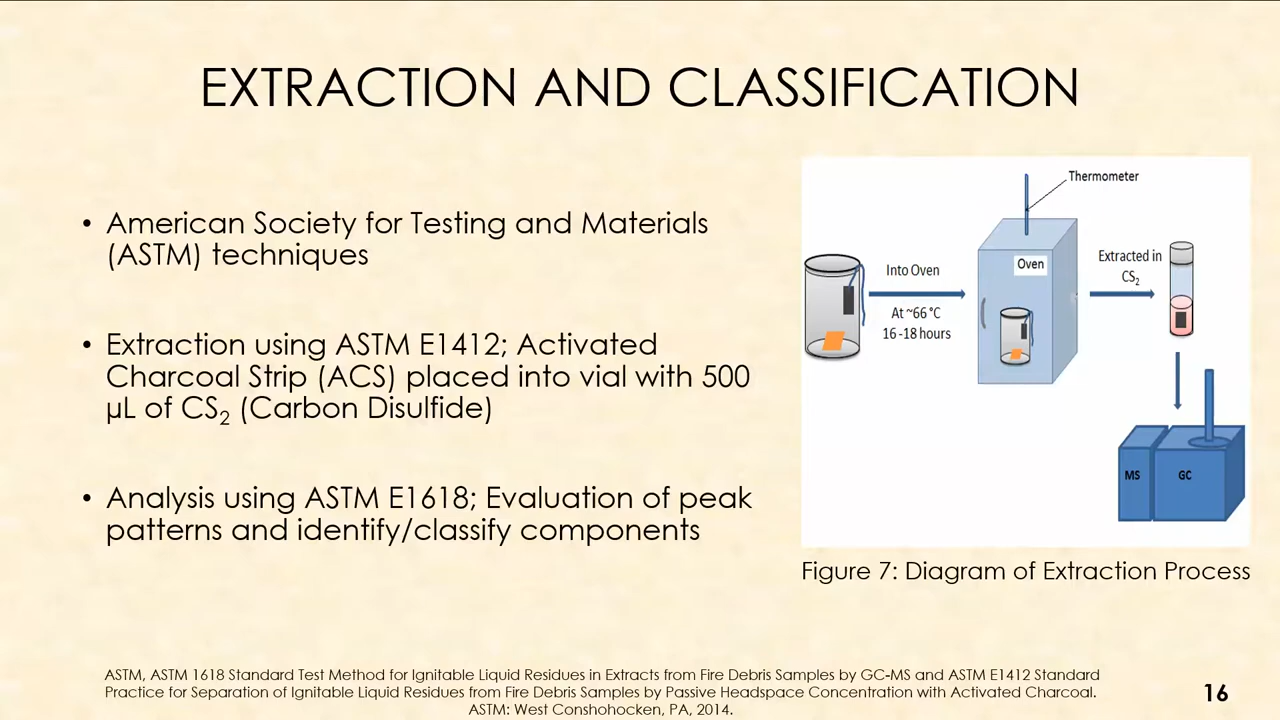 EXTRACTION AND CLASSIFICATION
• American Society for Testing and Materials
(ASTM) techniques
• Extraction using ASTM E1412; Activated
Charcoal Strip (ACS) placed into vial with 500
µL of CS₂ (Carbon Disulfide)
• Analysis using ASTM E1618; Evaluation of peak
patterns and identify/classify components
Thermometer
Into Oven
At ~66 °C
16 -18 hours
Oven
Extracted in
CS₂
MS
GC
Figure 7: Diagram of Extraction Process
ASTM, ASTM 1618 Standard Test Method for Ignitable Liquid Residues in Extracts from Fire Debris Samples by GC-MS and ASTM E1412 Standard
Practice for Separation of Ignitable Liquid Residues from Fire Debris Samples by Passive Headspace Concentration with Activated Charcoal.
ASTM: West Conshohocken, PA, 2014.
16